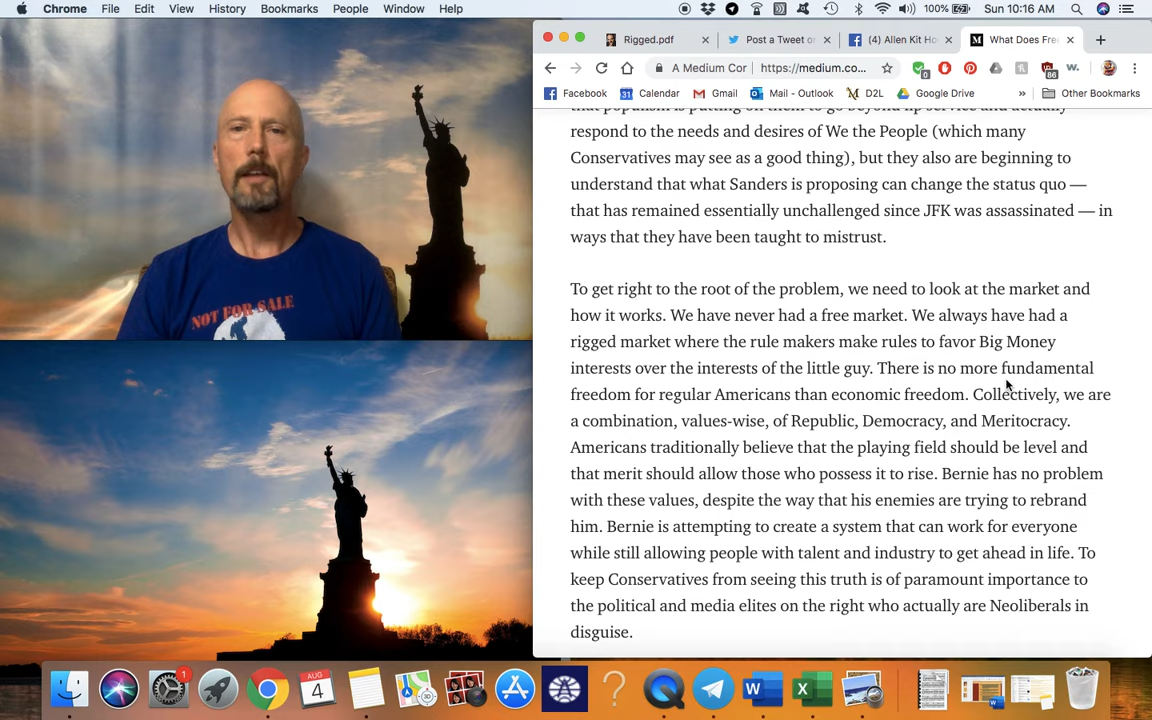 Chrome File Edit View History Bookmarks People Window Help 100% Sun 10:16 AM
Rigged.pdf Post a Tweet or (4) Allen Kit Ho What Does Free
A Medium Cor https://medium.co...
Facebook Calendar Gmail Mail - Outlook D2L Google Drive » Other Bookmarks
respond to the needs and desires of We the People (which many
Conservatives may see as a good thing), but they also are beginning to
understand that what Sanders is proposing can change the status quo —
that has remained essentially unchallenged since JFK was assassinated — in
ways that they have been taught to mistrust.
To get right to the root of the problem, we need to look at the market and
how it works. We have never had a free market. We always have had a
rigged market where the rule makers make rules to favor Big Money
interests over the interests of the little guy. There is no more fundamental
freedom for regular Americans than economic freedom. Collectively, we are
a combination, values-wise, of Republic, Democracy, and Meritocracy.
Americans traditionally believe that the playing field should be level and
that merit should allow those who possess it to rise. Bernie has no problem
with these values, despite the way that his enemies are trying to rebrand
him. Bernie is attempting to create a system that can work for everyone
while still allowing people with talent and industry to get ahead in life. To
keep Conservatives from seeing this truth is of paramount importance to
the political and media elites on the right who actually are Neoliberals in
disguise.
NOT FOR SALE
AUG
4
1
0
86
31